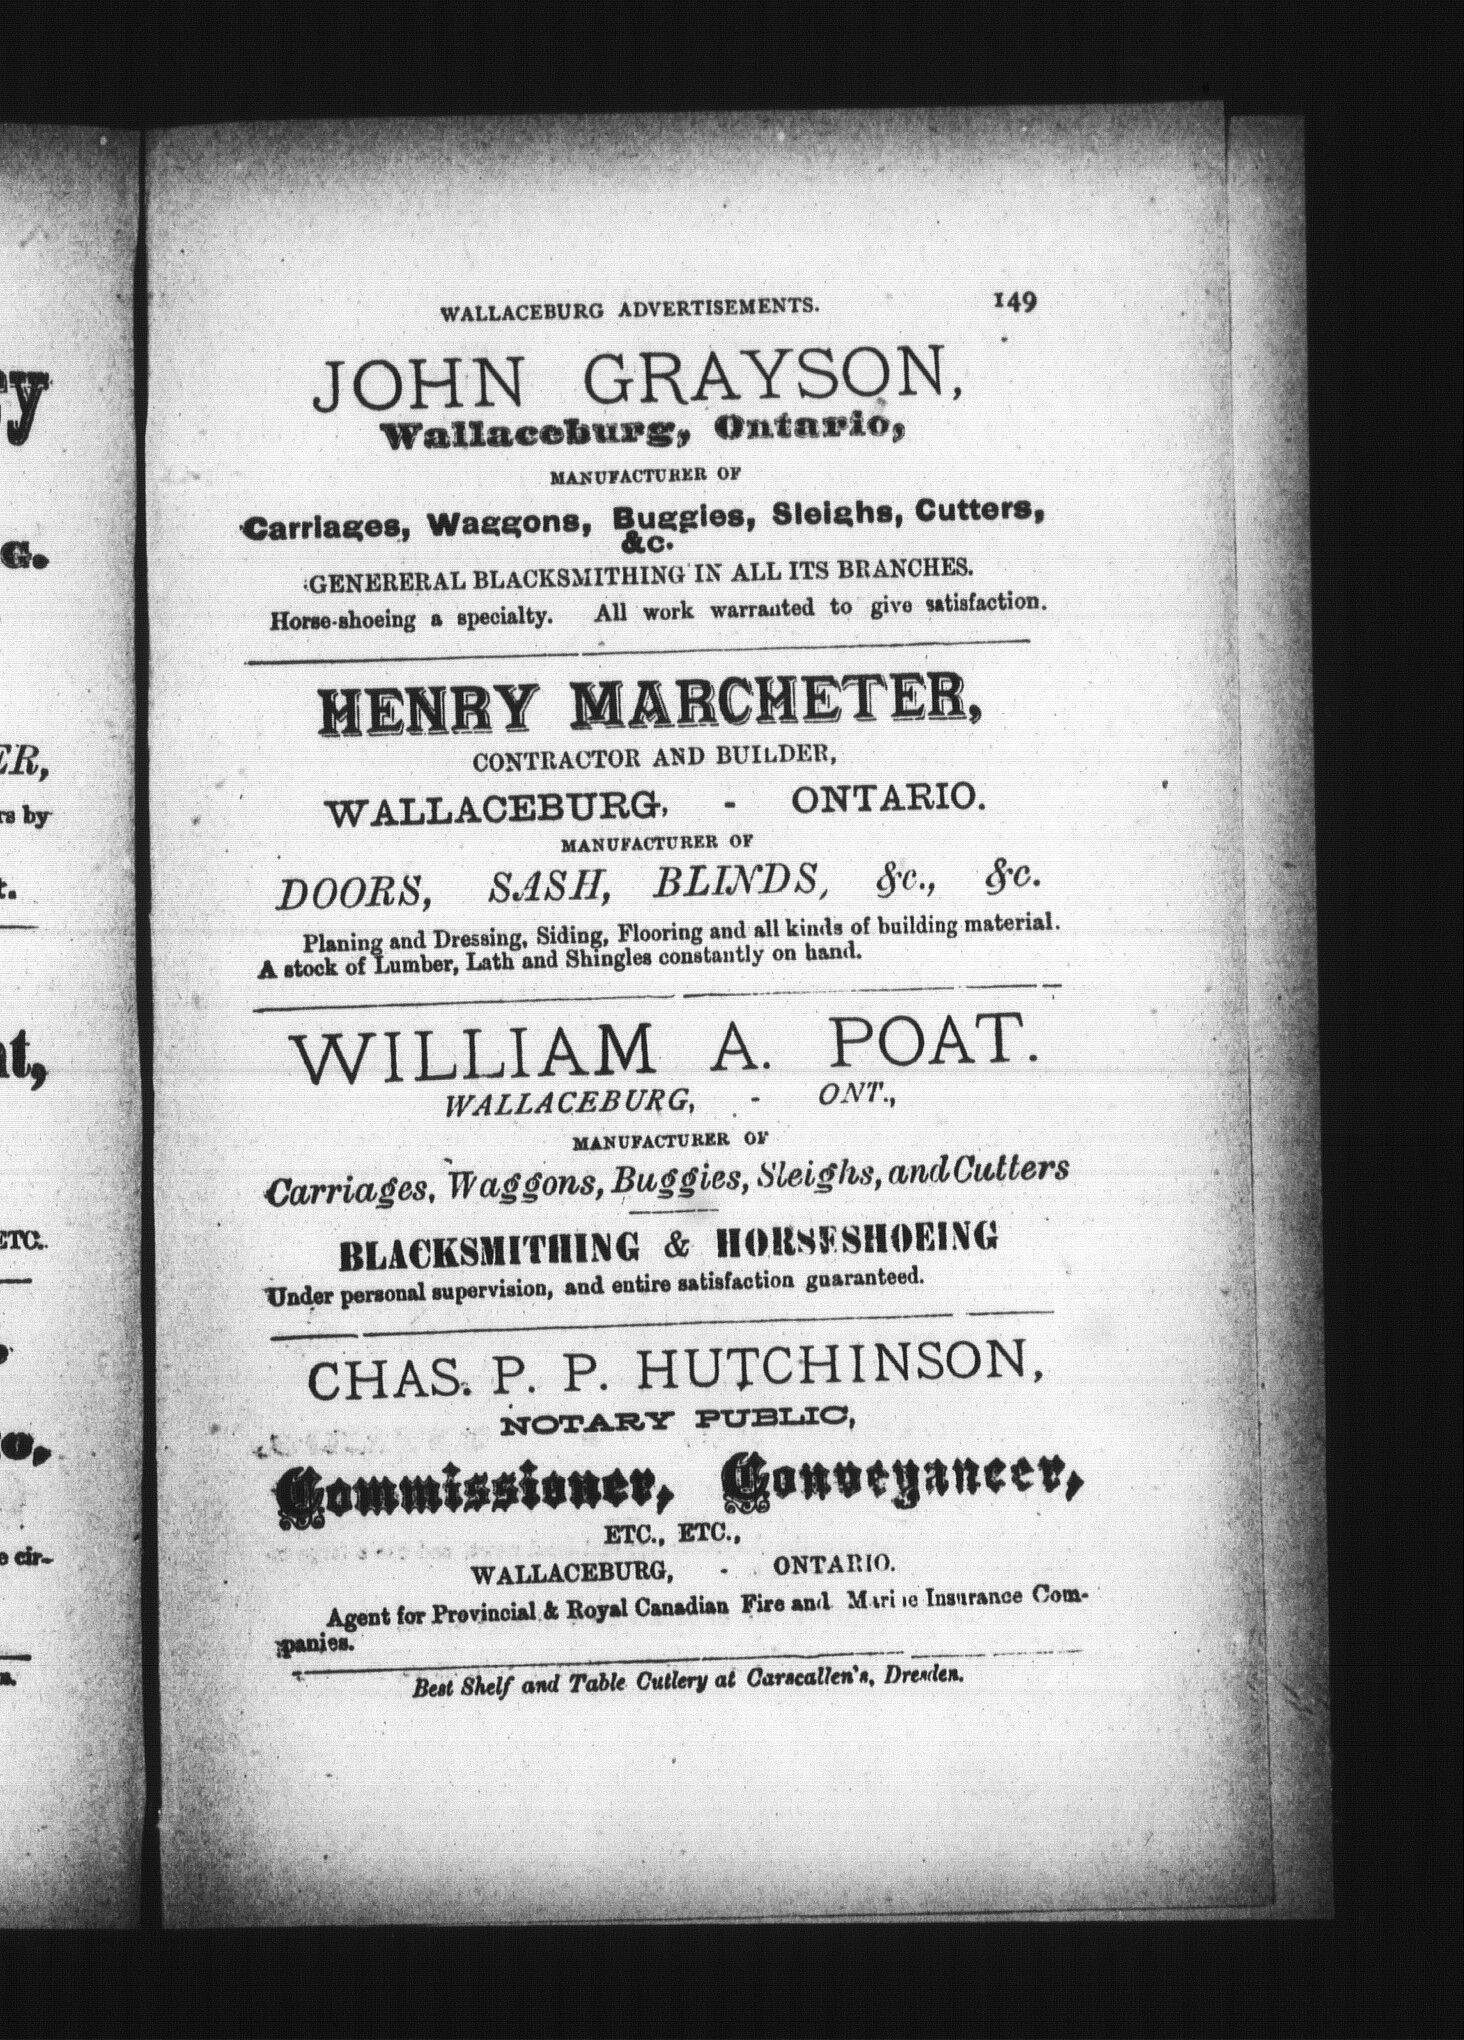 WALLACEBURG ADVERTISEMENTS. 149
JOHN GRAYSON,
Wallaceburg, Ontario,
MANUFACTURER OF
Carriages, Waggons, Buggies, Sleighs, Cutters,
&c.
GENERERAL BLACKSMITHING IN ALL ITS BRANCHES.
Horse-shoeing a specialty. All work warranted to give satisfaction.
HENRY MARCHETER,
CONTRACTOR AND BUILDER,
WALLACEBURG, - ONTARIO.
MANUFACTURER OF
DOORS, SASH, BLINDS, &c., &c.
Planing and Dressing, Siding, Flooring and all kinds of building material.
A stock of Lumber, Lath and Shingles constantly on hand.
WILLIAM A. POAT.
WALLACEBURG, - ONT.,
MANUFACTURER OF
Carriages, Waggons, Buggies, Sleighs, and Cutters
BLACKSMITHING & HORSESHOEING
Under personal supervision, and entire satisfaction guaranteed.
CHAS. P. P. HUTCHINSON,
NOTARY PUBLIC,
Commissioner, Conveyancer,
ETC., ETC.,
WALLACEBURG, - ONTARIO.
Agent for Provincial & Royal Canadian Fire and Marine Insurance Com-
panies.
Best Shelf and Table Cutlery at Carscallen's, Dresden.